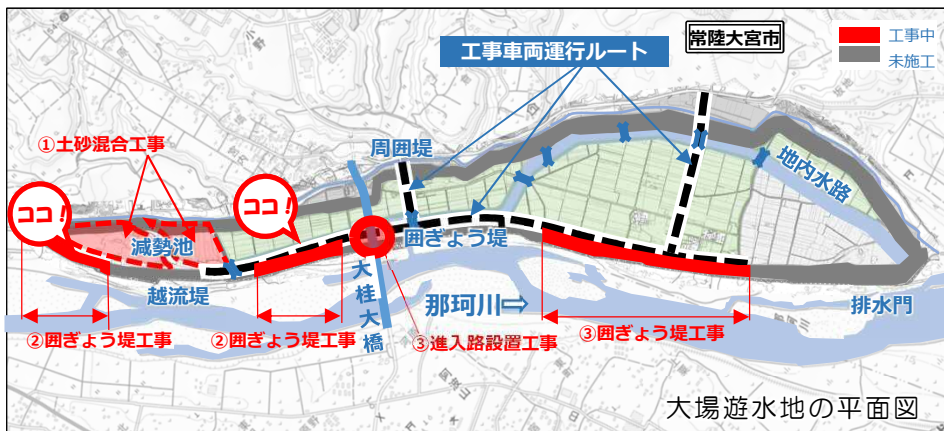 常陸大宮市
工事中
未施工
工事車両運行ルート
①土砂混合工事
周囲堤
地内水路
ココ！
ココ！
減勢池
囲ぎょう堤
越流堤
大桂大橋
那珂川⇨
排水門
②囲ぎょう堤工事
②囲ぎょう堤工事
③進入路設置工事
③囲ぎょう堤工事
大場遊水地の平面図